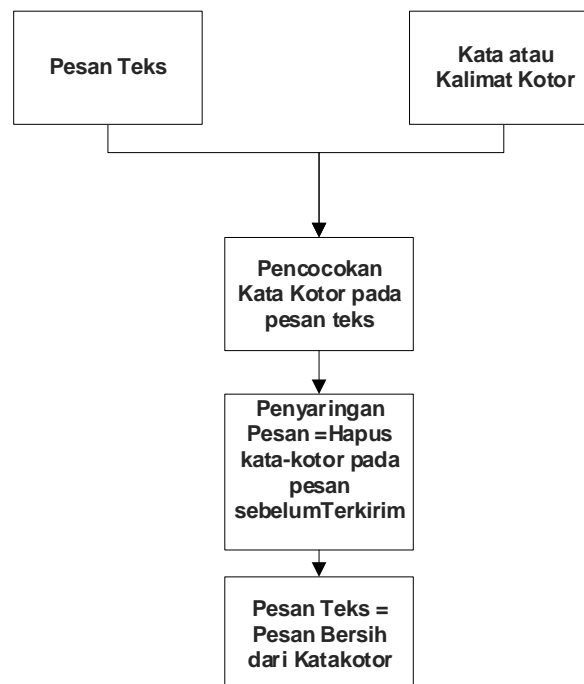 Pesan Teks
Kata atau
Kalimat Kotor
Pencocokan
Kata Kotor pada
pesan teks
Penyaringan
Pesan =Hapus
kata-kotor pada
pesan
sebelumTerkirim
Pesan Teks =
Pesan Bersih
dari Katakotor